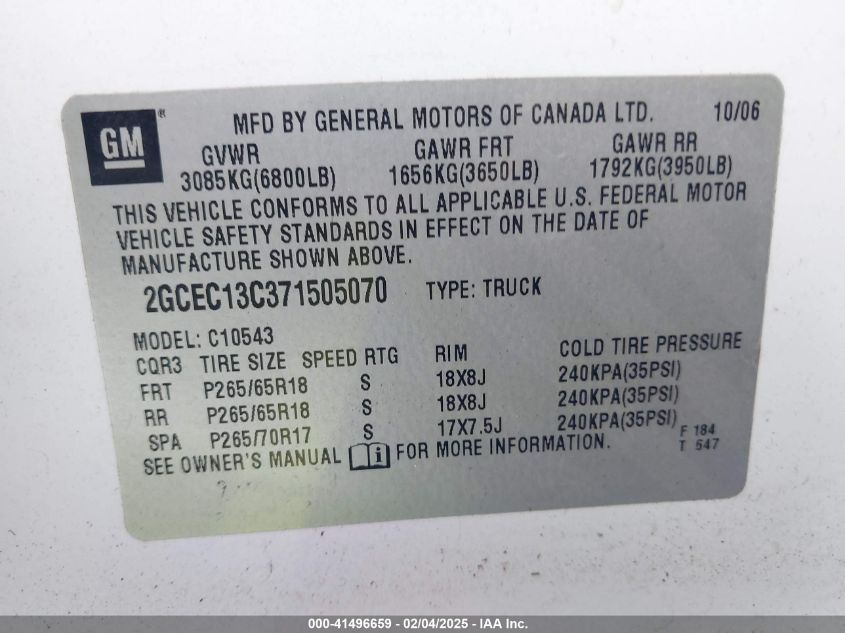 GM ®
MFD BY GENERAL MOTORS OF CANADA LTD. 10/06
GVWR GAWR FRT GAWR RR
3085KG(6800LB) 1656KG(3650LB) 1792KG(3950LB)
THIS VEHICLE CONFORMS TO ALL APPLICABLE U.S. FEDERAL MOTOR
VEHICLE SAFETY STANDARDS IN EFFECT ON THE DATE OF
MANUFACTURE SHOWN ABOVE.
2GCEC13C371505070 TYPE: TRUCK
MODEL: C10543
CQR3 TIRE SIZE SPEED RTG RIM COLD TIRE PRESSURE
FRT P265/65R18 S 18X8J 240KPA(35PSI)
RR P265/65R18 S 18X8J 240KPA(35PSI)
SPA P265/70R17 S 17X7.5J 240KPA(35PSI)
SEE OWNER'S MANUAL i FOR MORE INFORMATION.
F 184
T 547
000-41496659 - 02/04/2025 - IAA Inc.